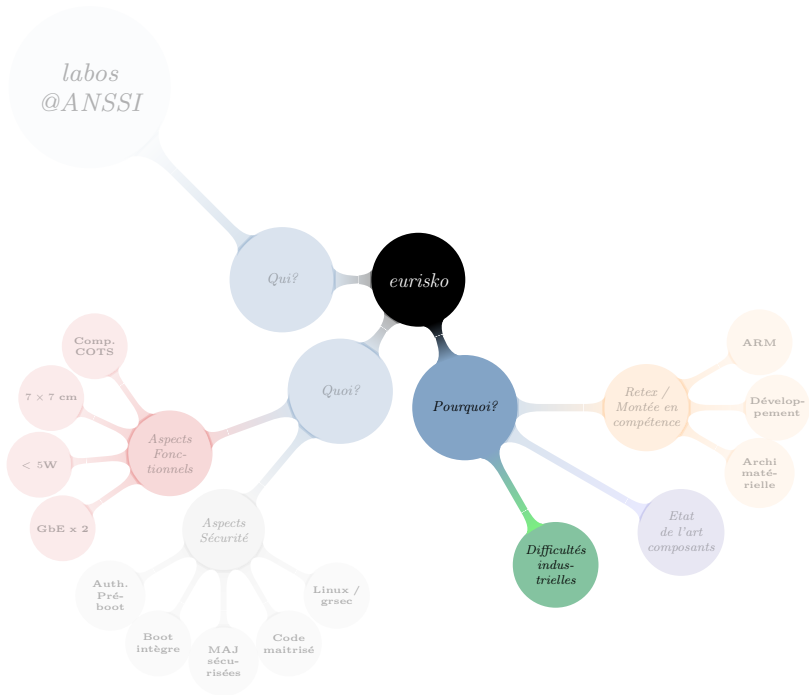 labos
@ANSSI
Qui?
eurisko
Quoi?
Pourquoi?
Comp.
COTS
7 × 7 cm
< 5W
GbE x 2
Aspects
Fonc-
tionnels
Aspects
Sécurité
Auth.
Pré-
boot
Boot
intègre
MAJ
sécu-
risées
Code
maitrisé
Linux /
grsec
Retex /
Montée en
compétence
ARM
Dévelop-
pement
Archi
maté-
rielle
Etat
de l'art
composants
Difficultés
indus-
trielles